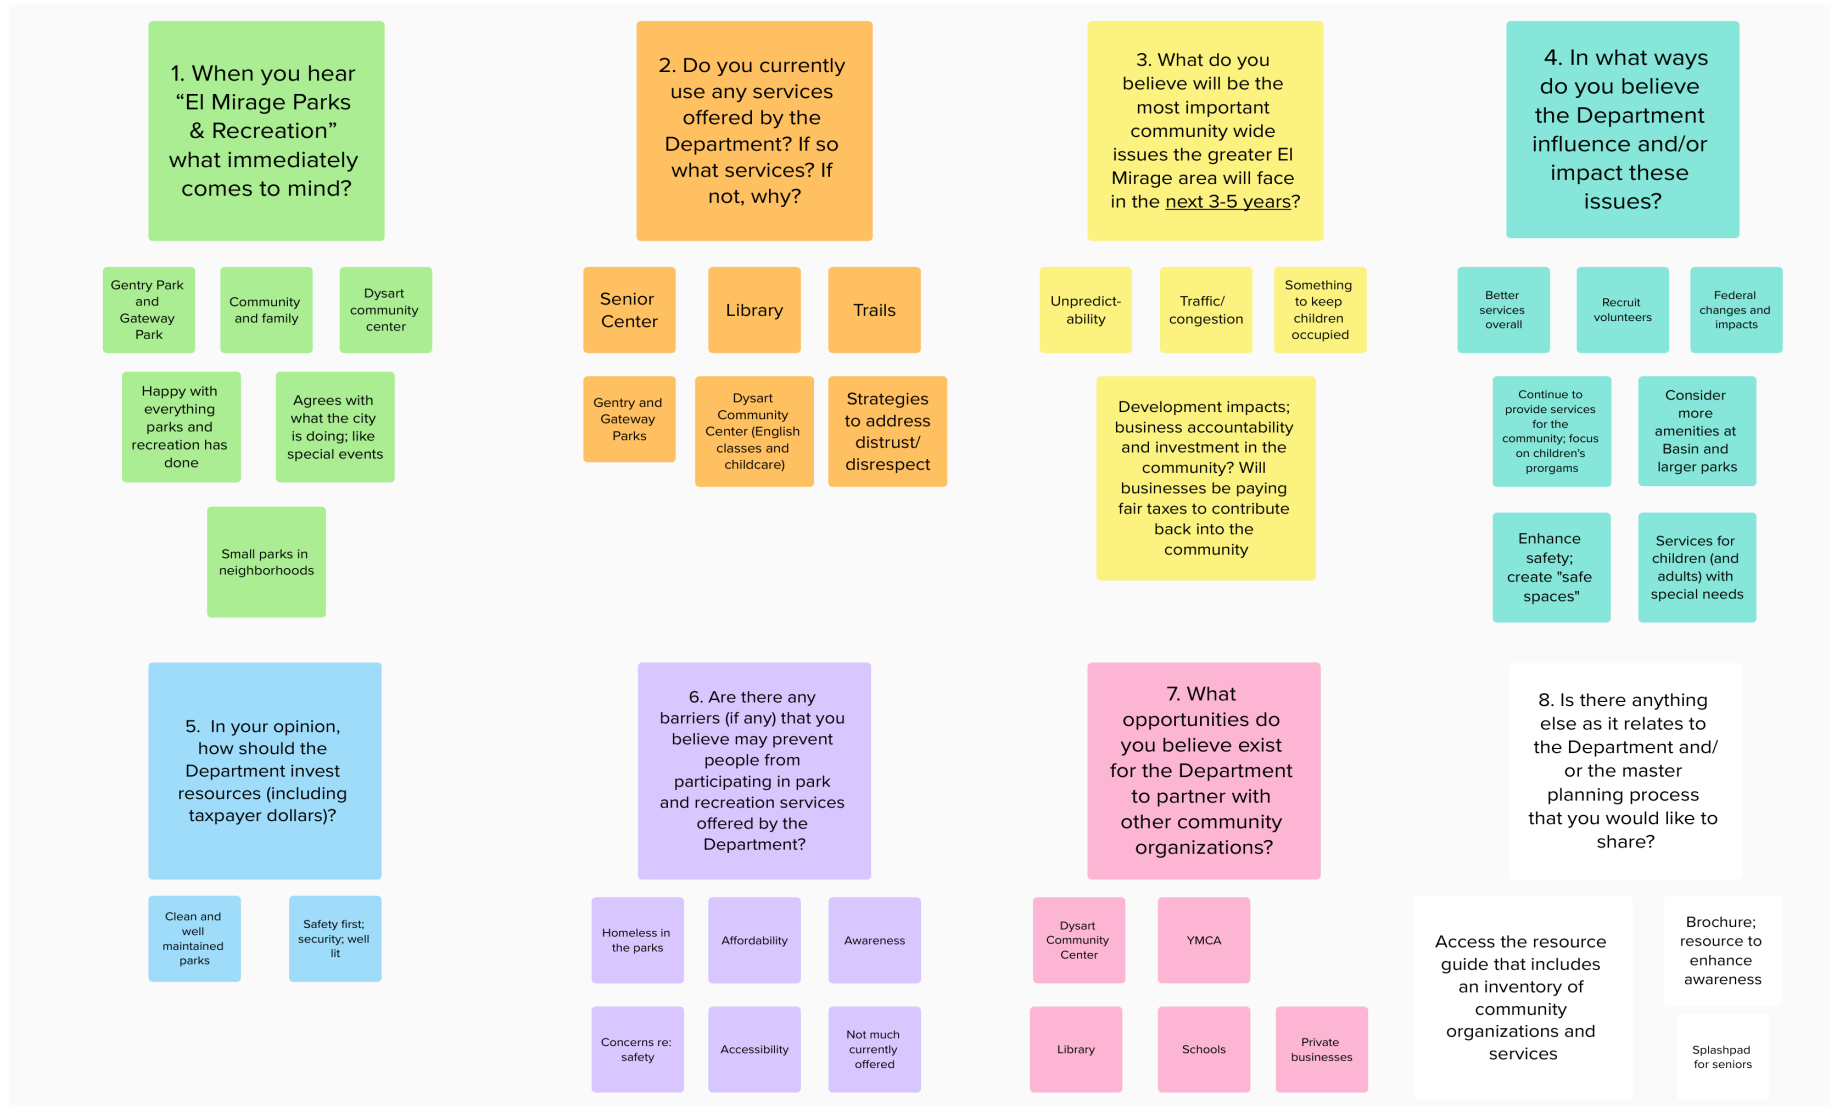 1. When you hear
“El Mirage Parks
& Recreation”
what immediately
comes to mind?
Gentry Park
and
Gateway
Park
Community
and family
Dysart
community
center
Happy with
everything
parks and
recreation has
done
Agrees with
what the city
is doing; like
special events
Small parks in
neighborhoods
2. Do you currently
use any services
offered by the
Department? If so
what services? If
not, why?
Senior
Center
Library
Trails
Gentry and
Gateway
Parks
Dysart
Community
Center (English
classes and
childcare)
Strategies
to address
distrust/
disrespect
3. What do you
believe will be the
most important
community wide
issues the greater El
Mirage area will face
in the next 3-5 years?
Unpredict-
ability
Traffic/
congestion
Something
to keep
children
occupied
Development impacts;
business accountability
and investment in the
community? Will
businesses be paying
fair taxes to contribute
back into the
community
4. In what ways
do you believe
the Department
influence and/or
impact these
issues?
Better
services
overall
Recruit
volunteers
Federal
changes and
impacts
Continue to
provide services
for the
community; focus
on children's
prorgams
Consider
more
amenities at
Basin and
larger parks
Enhance
safety;
create "safe
spaces"
Services for
children (and
adults) with
special needs
5. In your opinion,
how should the
Department invest
resources (including
taxpayer dollars)?
Clean and
well
maintained
parks
Safety first;
security; well
lit
6. Are there any
barriers (if any) that you
believe may prevent
people from
participating in park
and recreation services
offered by the
Department?
Homeless in
the parks
Affordability
Awareness
Concerns re:
safety
Accessibility
Not much
currently
offered
7. What
opportunities do
you believe exist
for the Department
to partner with
other community
organizations?
Dysart
Community
Center
YMCA
Library
Schools
Private
businesses
8. Is there anything
else as it relates to
the Department and/
or the master
planning process
that you would like to
share?
Access the resource
guide that includes
an inventory of
community
organizations and
services
Brochure;
resource to
enhance
awareness
Splashpad
for seniors